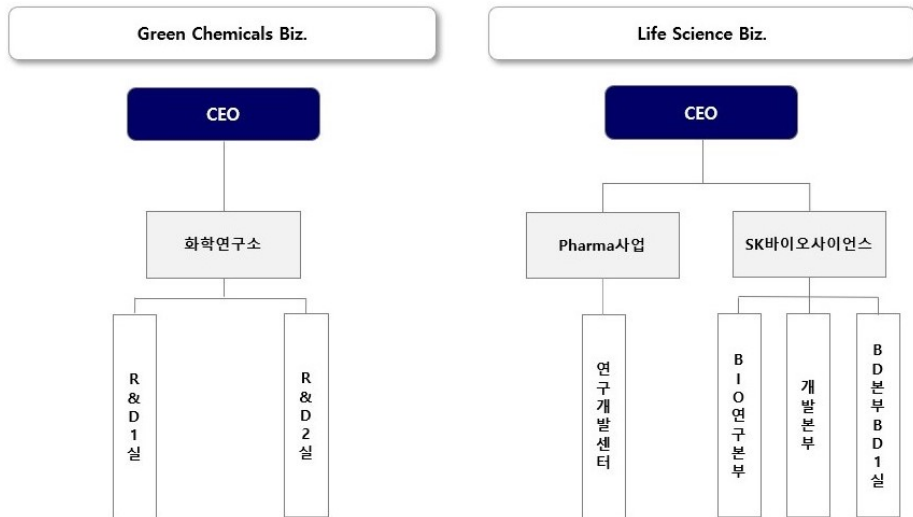 Green Chemicals Biz.
CEO
화학연구소
R&D1실
R&D2실
Life Science Biz.
CEO
Pharma사업
SK바이오사이언스
연구개발센터
BIO연구본부
개발본부
BD본부BD1실